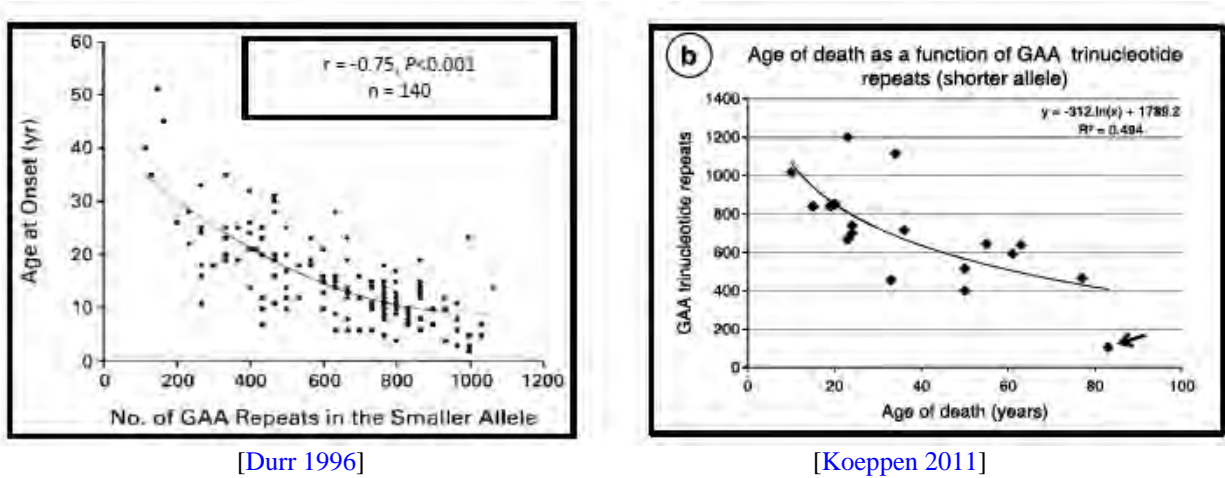 60
50
40
30
20
10
0
Age at Onset (yr)
r = -0.75, P<0.001
n = 140
0 200 400 600 800 1000 1200
No. of GAA Repeats in the Smaller Allele
[Durr 1996]
b
Age of death as a function of GAA trinucleotide
repeats (shorter allele)
y = -312.ln(x) + 1789.2
R² = 0.494
1400
1200
1000
800
600
400
200
0
GAA trinucleotide repeats
0 20 40 60 80 100
Age of death (years)
[Koeppen 2011]